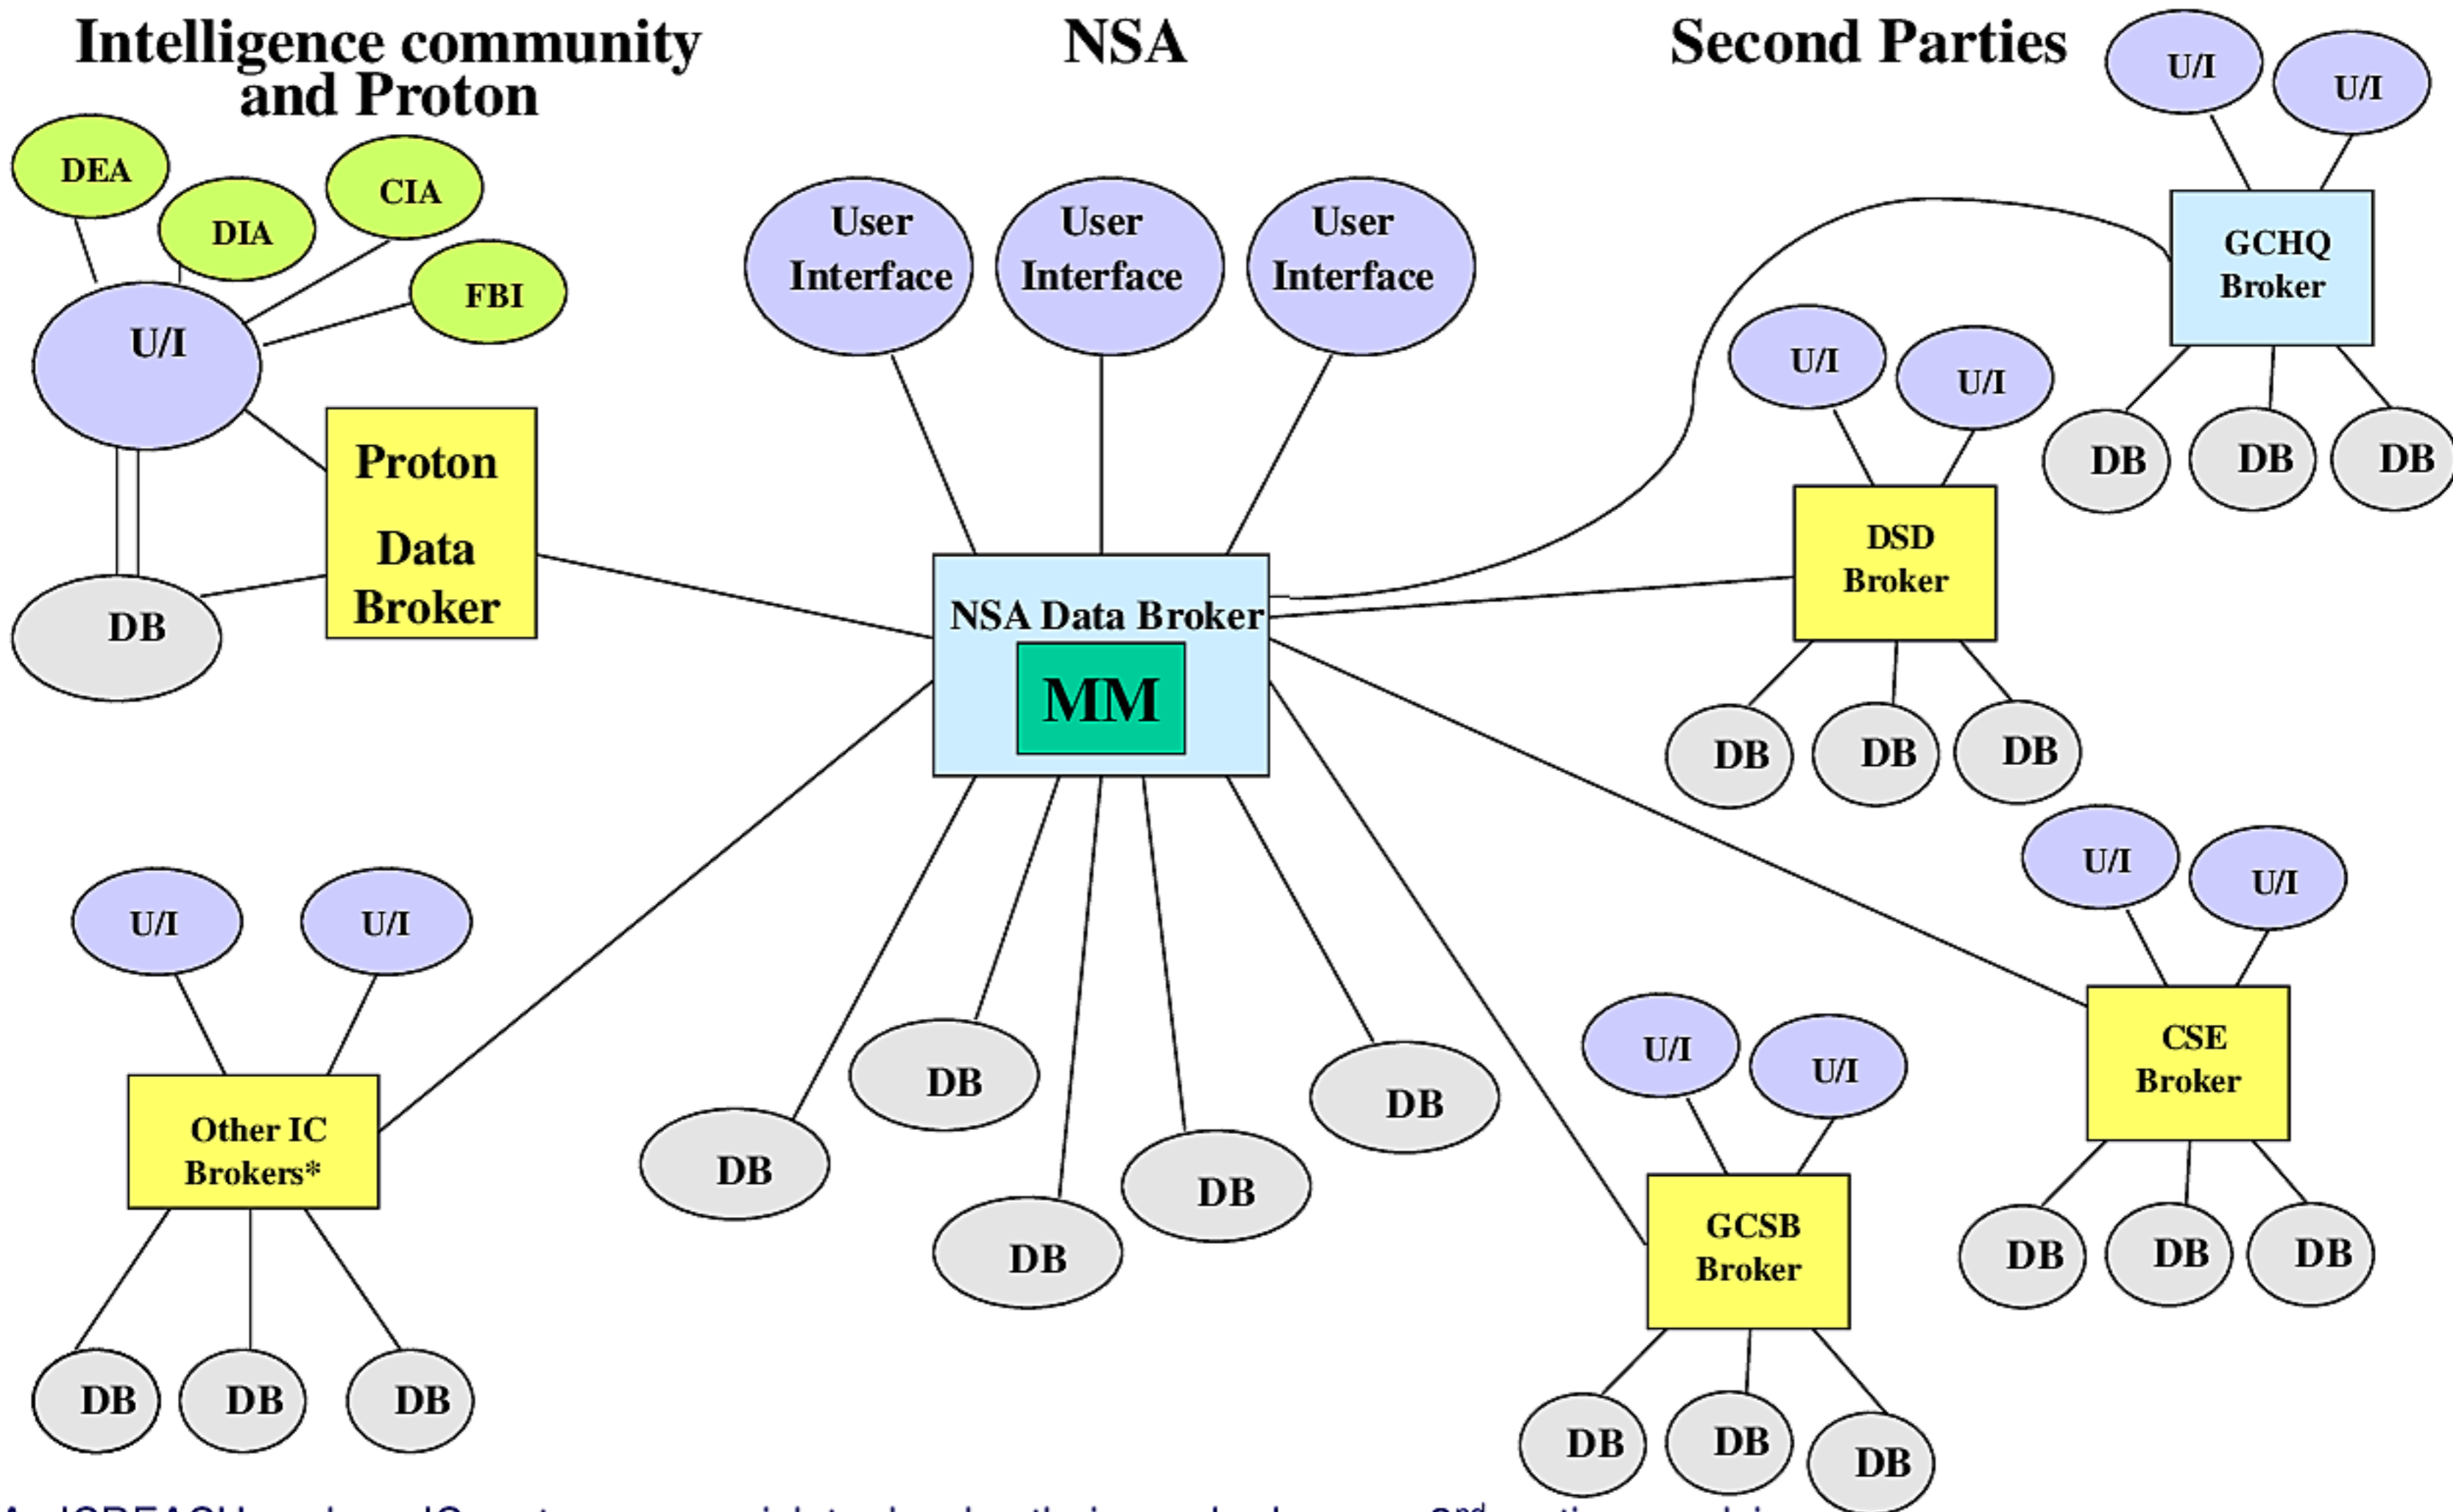 Intelligence community
and Proton
NSA
Second Parties
DEA
DIA
CIA
FBI
U/I
Proton
Data
Broker
DB
User
Interface
User
Interface
User
Interface
NSA Data Broker
MM
DB
DB
DB
DB
DB
U/I
U/I
Other IC
Brokers*
DB
DB
DB
U/I
U/I
GCHQ
Broker
DB
DB
DB
U/I
U/I
DSD
Broker
DB
DB
DB
U/I
U/I
CSE
Broker
DB
DB
DB
U/I
U/I
GCSB
Broker
DB
DB
DB